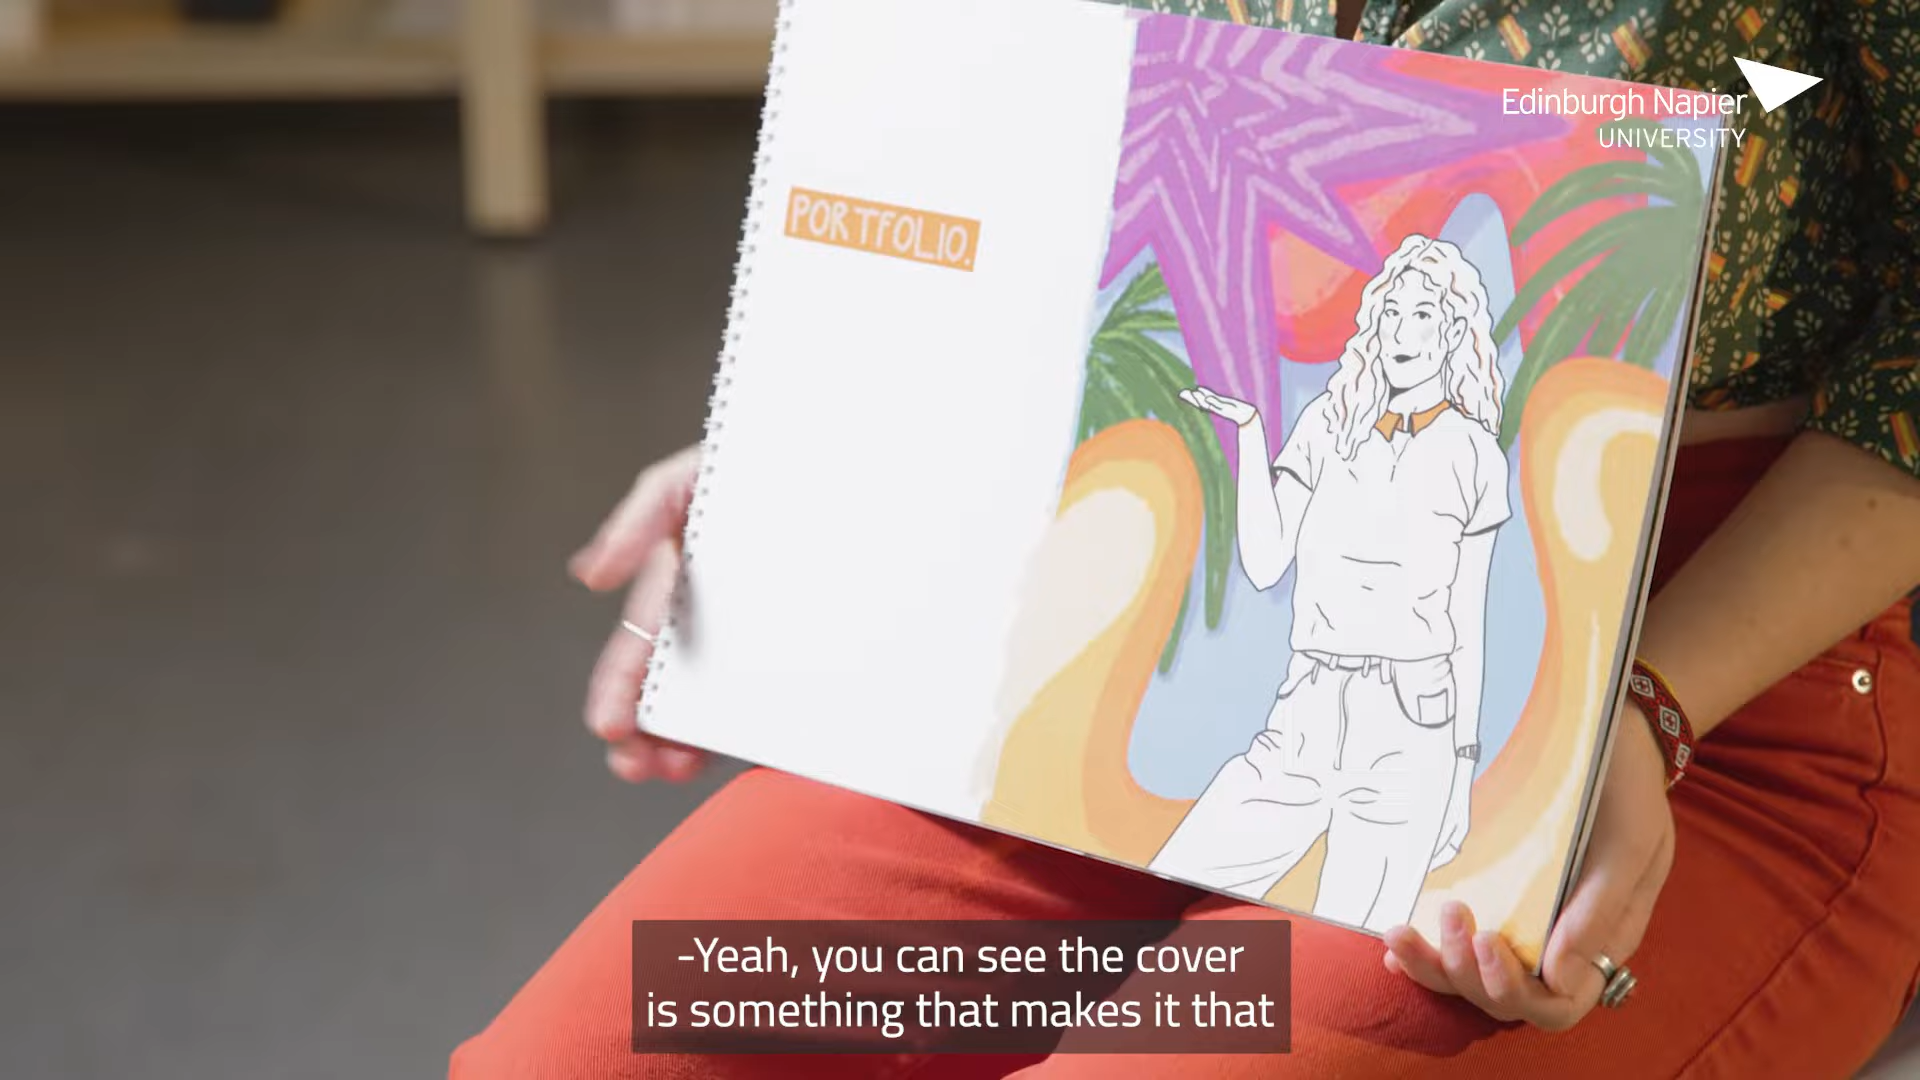 Edinburgh Napier
UNIVERSITY
PORTFOLIO.
-Yeah, you can see the cover
is something that makes it that